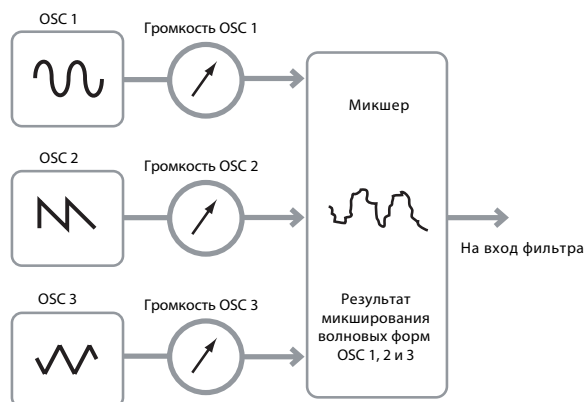 OSC 1
Громкость OSC 1
OSC 2
Громкость OSC 2
OSC 3
Громкость OSC 3
Микшер
Результат
микширования
волновых форм
OSC 1, 2 и 3
На вход фильтра